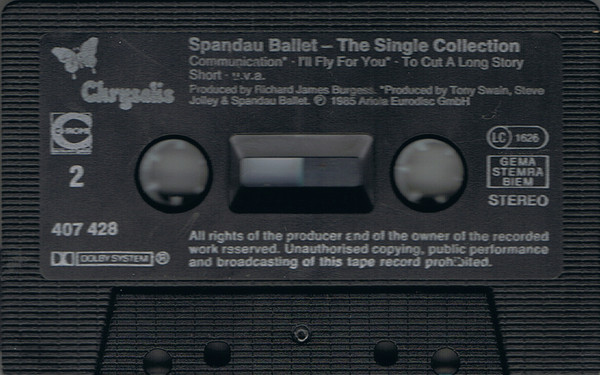 Spandau Ballet – The Single Collection
Communication* · I'll Fly For You* · To Cut A Long Story
Short · u.v.a.
Chrysalis
Produced by Richard James Burgess. *Produced by Tony Swain, Steve
Jolley & Spandau Ballet. ℗ 1985 Ariola Eurodisc GmbH
CHROME
LC 1626
2
GEMA
STEMRA
BIEM
STEREO
407 428
All rights of the producer and of the owner of the recorded
work reserved. Unauthorised copying, public performance
and broadcasting of this tape record prohibited.
DOLBY SYSTEM ®